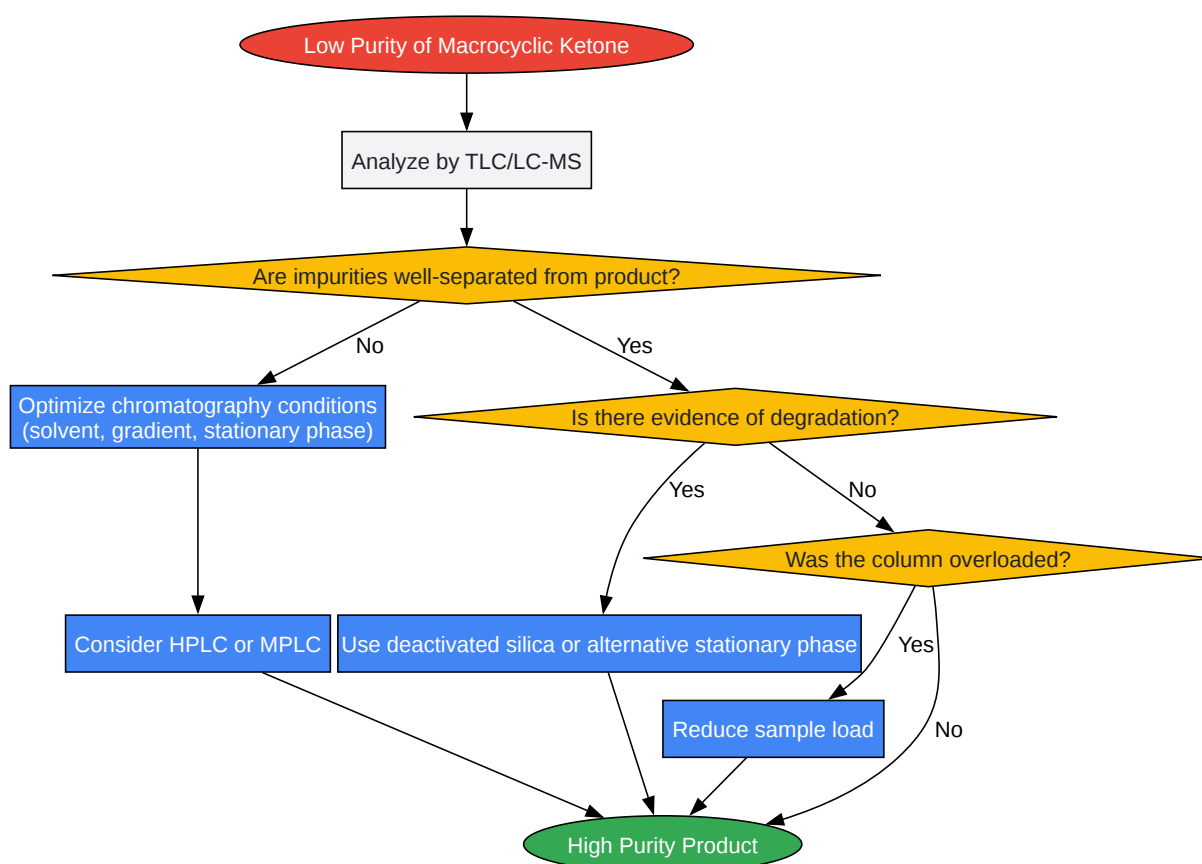 Low Purity of Macrocyclic Ketone
Analyze by TLC/LC-MS
Are impurities well-separated from product?
No
Yes
Optimize chromatography conditions
(solvent, gradient, stationary phase)
Is there evidence of degradation?
Yes
No
Was the column overloaded?
Consider HPLC or MPLC
Use deactivated silica or alternative stationary phase
Yes
Reduce sample load
No
High Purity Product